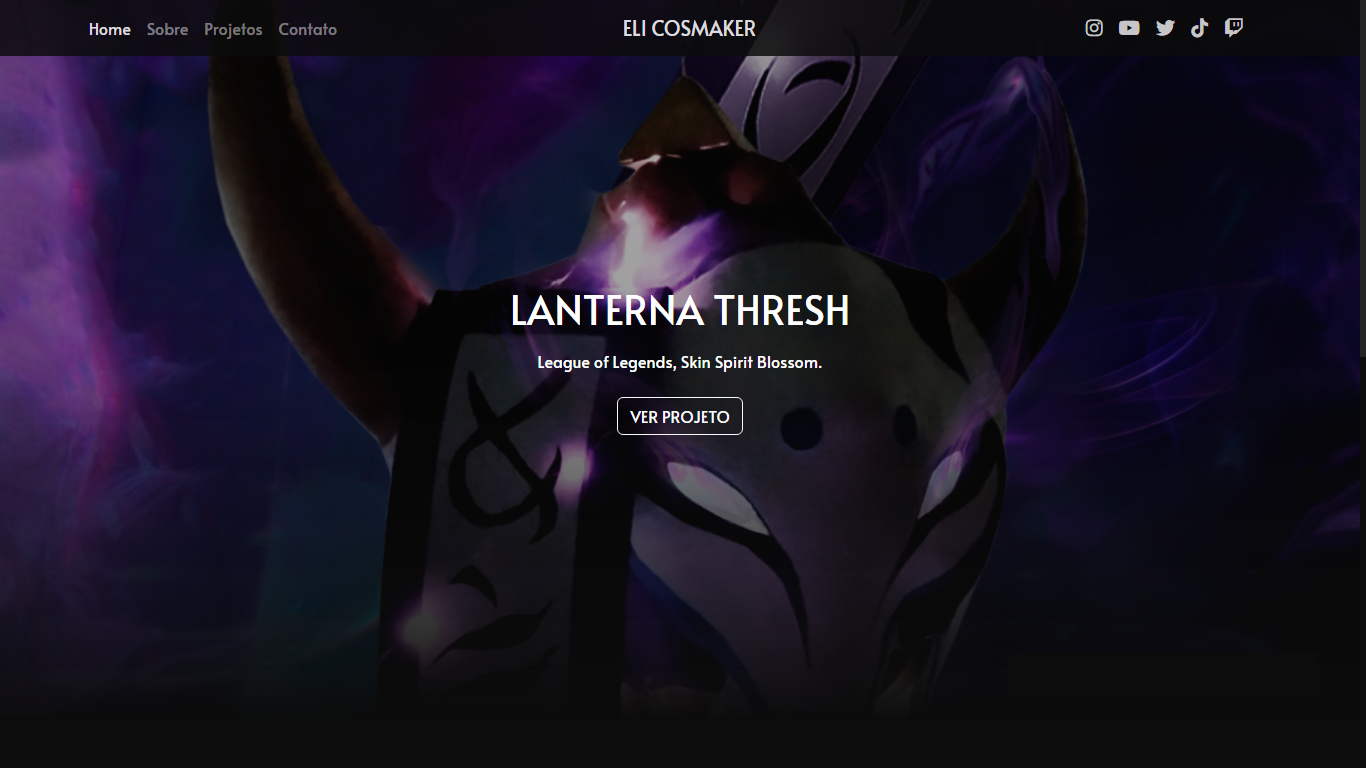 Home Sobre Projetos Contato ELI COSMAKER
LANTERNA THRESH
League of Legends, Skin Spirit Blossom.
VER PROJETO